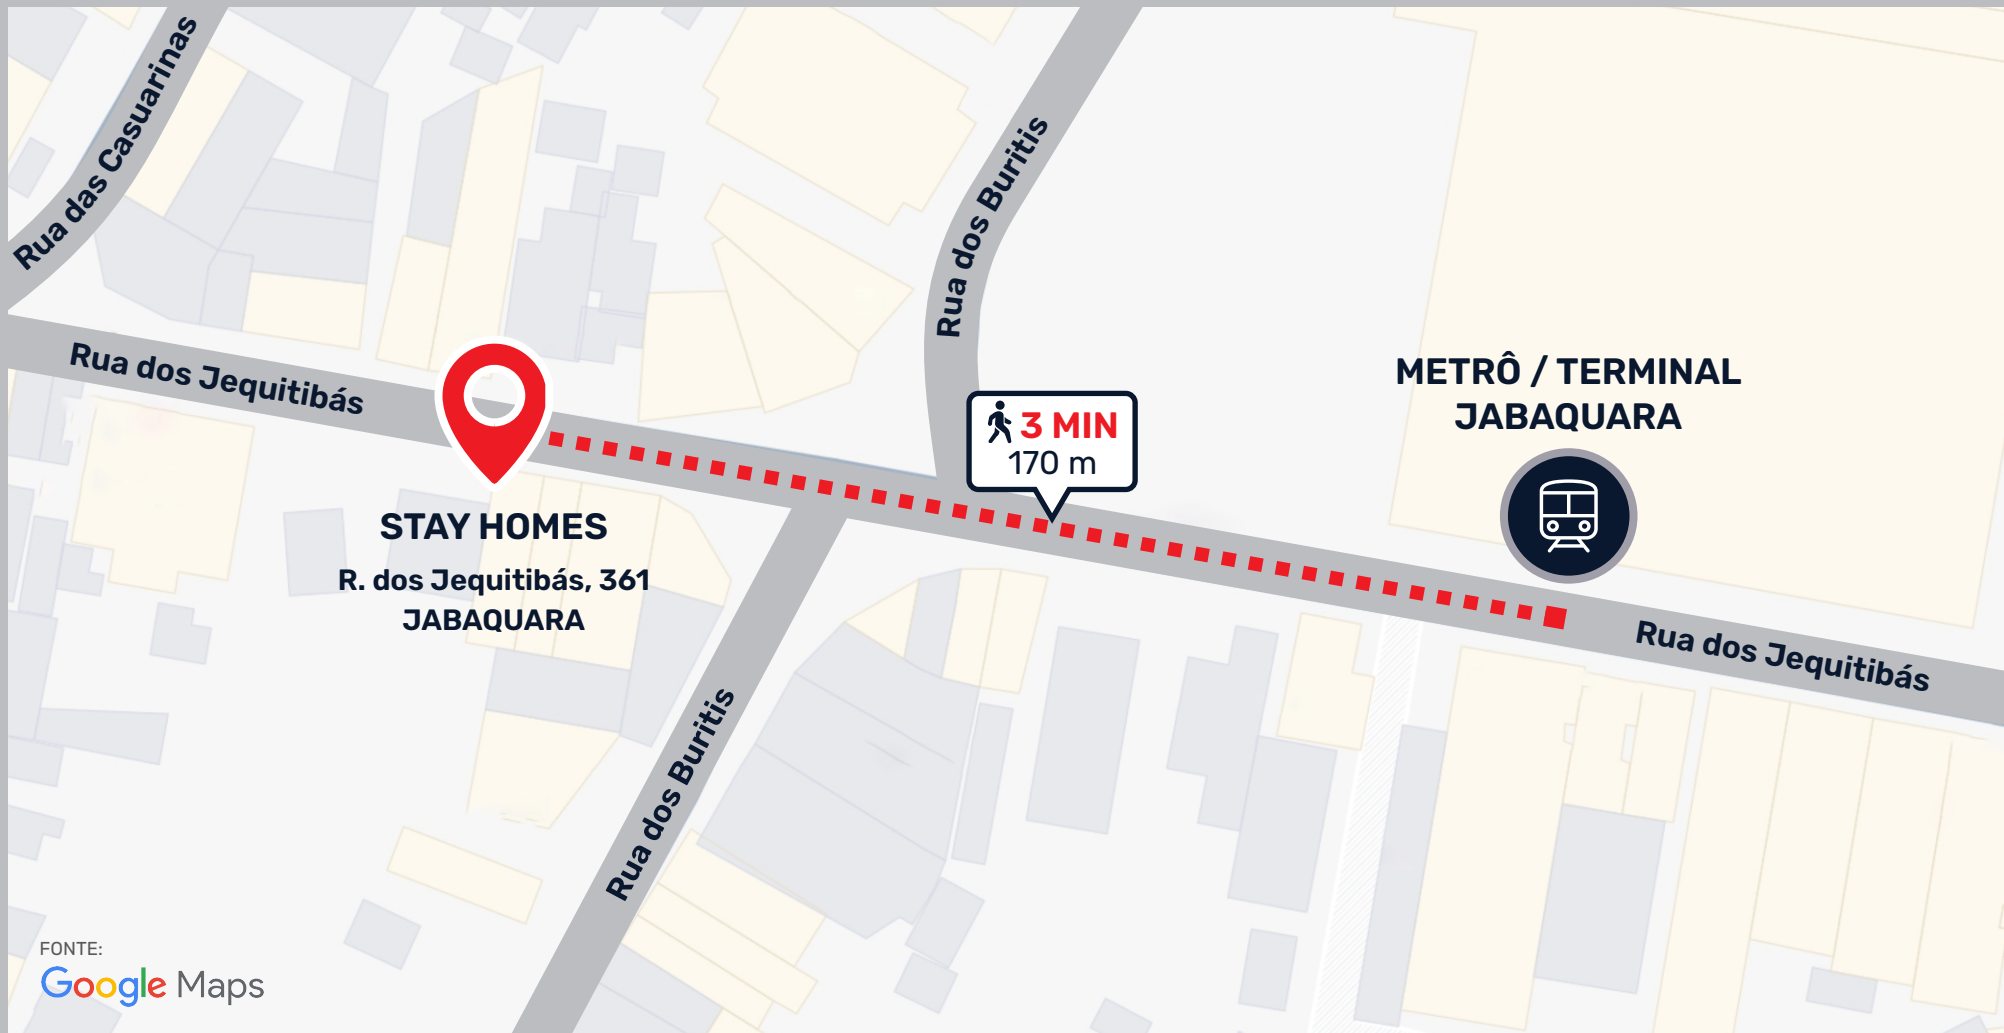 Rua das Casuarinas
Rua dos Buritis
Rua dos Jequitibás
METRÔ / TERMINAL
JABAQUARA
3 MIN
170 m
STAY HOMES
R. dos Jequitibás, 361
JABAQUARA
Rua dos Jequitibás
Rua dos Buritis
FONTE:
Google Maps